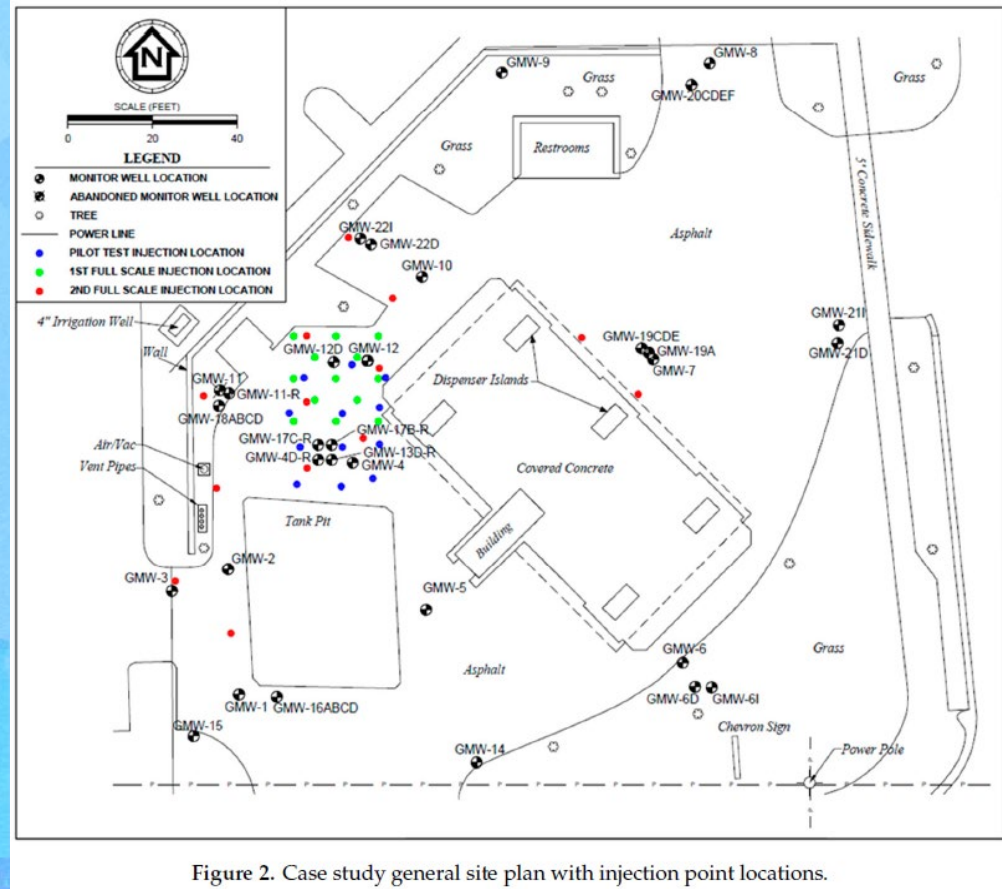 N
SCALE (FEET)
0 20 40
LEGEND
MONITOR WELL LOCATION
ABANDONED MONITOR WELL LOCATION
TREE
POWER LINE
PILOT TEST INJECTION LOCATION
1ST FULL SCALE INJECTION LOCATION
2ND FULL SCALE INJECTION LOCATION
GMW-9
Grass
GMW-8
GMW-20CDEF
Grass
Grass
Restrooms
5' Concrete Sidewalk
Asphalt
GMW-22I
GMW-22D
GMW-10
4" Irrigation Well
Wall
GMW-21I
GMW-21D
GMW-12D
GMW-12
GMW-19CDE
GMW-19A
GMW-7
Dispenser Islands
GMW-11
GMW-11-R
GMW-18ABCD
Air/Vac
Vent Pipes
GMW-17C-R
GMW-17B-R
GMW-4D-R
GMW-13D-R
GMW-4
Covered Concrete
Tank Pit
Building
GMW-2
GMW-3
GMW-5
Asphalt
GMW-6
Grass
GMW-6D
GMW-6I
GMW-1
GMW-16ABCD
GMW-15
Chevron Sign
GMW-14
Power Pole
P P P P
Figure 2. Case study general site plan with injection point locations.